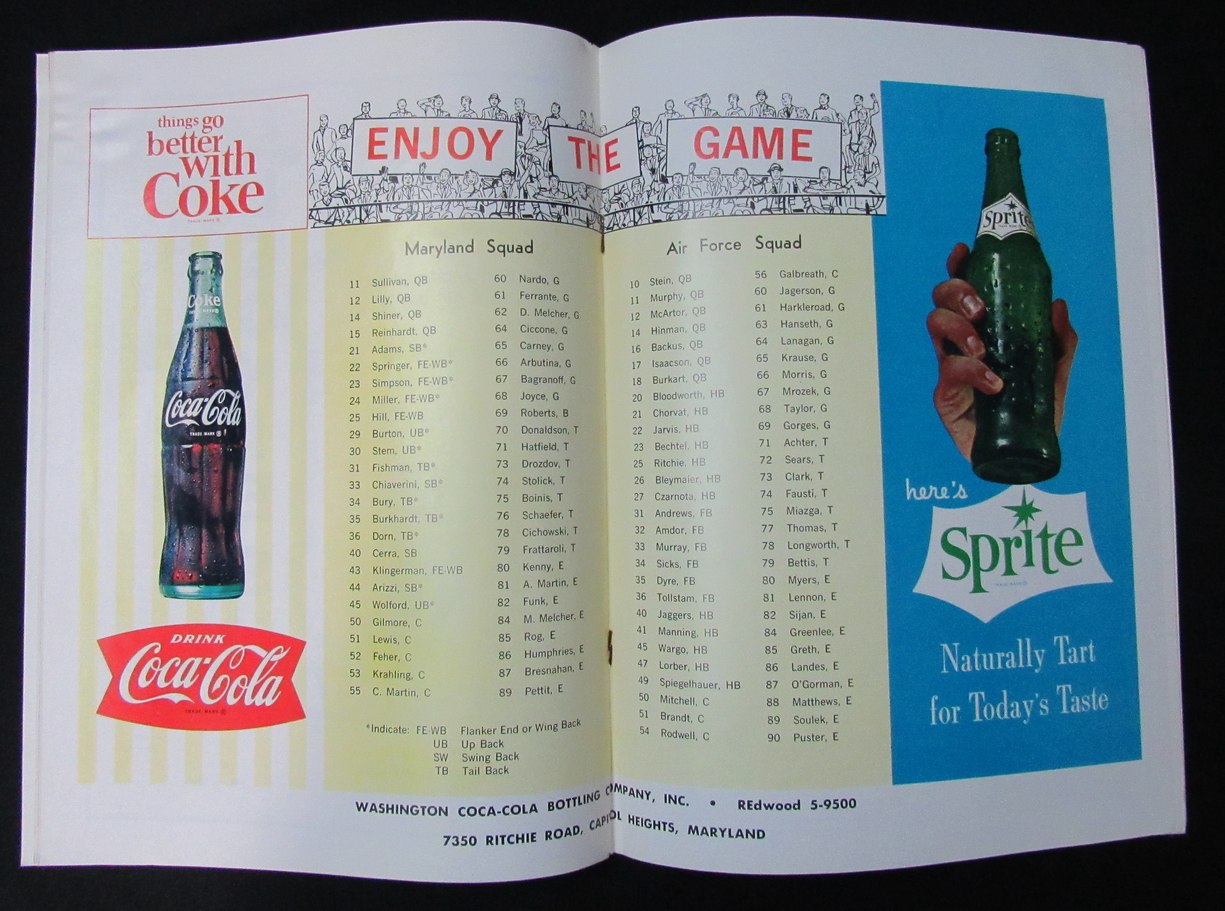 things go
better
with
Coke
TRADE MARK ®
ENJOY THE GAME
Coke
Coca-Cola
TRADE MARK ®
DRINK
Coca-Cola
TRADE MARK ®
Maryland Squad
11 Sullivan, QB
12 Lilly, QB
14 Shiner, QB
15 Reinhardt, QB
21 Adams, SB*
22 Springer, FE-WB*
23 Simpson, FE-WB*
24 Miller, FE-WB*
25 Hill, FE-WB
29 Burton, UB*
30 Stem, UB*
31 Fishman, TB*
33 Chiaverini, SB*
34 Bury, TB*
35 Burkhardt, TB*
36 Dorn, TB*
40 Cerra, SB
43 Klingerman, FE-WB
44 Arizzi, SB*
45 Wolford, UB*
50 Gilmore, C
51 Lewis, C
52 Feher, C
53 Krahling, C
55 C. Martin, C
60 Nardo, G
61 Ferrante, G
62 D. Melcher, G
64 Ciccone, G
65 Carney, G
66 Arbutina, G
67 Bagranoff, G
68 Joyce, G
69 Roberts, B
70 Donaldson, T
71 Hatfield, T
73 Drozdov, T
74 Stolick, T
75 Boinis, T
76 Schaefer, T
78 Cichowski, T
79 Frattaroli, T
80 Kenny, E
81 A. Martin, E
82 Funk, E
84 M. Melcher, E
85 Rog, E
86 Humphries, E
87 Bresnahan, E
89 Pettit, E
*Indicate: FE-WB Flanker End or Wing Back
UB Up Back
SW Swing Back
TB Tail Back
Air Force Squad
10 Stein, QB
11 Murphy, QB
12 McArtor, QB
14 Hinman, QB
16 Backus, QB
17 Isaacson, QB
18 Burkart, QB
20 Bloodworth, HB
21 Chorvat, HB
22 Jarvis, HB
23 Bechtel, HB
25 Ritchie, HB
26 Bleymaier, HB
27 Czarnota, HB
31 Andrews, FB
32 Amdor, FB
33 Murray, FB
34 Sicks, FB
35 Dyre, FB
36 Tollstam, FB
40 Jaggers, HB
41 Manning, HB
45 Wargo, HB
47 Lorber, HB
49 Spiegelhauer, HB
50 Mitchell, C
51 Brandt, C
54 Rodwell, C
56 Galbreath, C
60 Jagerson, G
61 Harkleroad, G
63 Hanseth, G
64 Lanagan, G
65 Krause, G
66 Morris, G
67 Mrozek, G
68 Taylor, G
69 Gorges, G
71 Achter, T
72 Sears, T
73 Clark, T
74 Fausti, T
75 Miazga, T
77 Thomas, T
78 Longworth, T
79 Bettis, T
80 Myers, E
81 Lennon, E
82 Sijan, E
84 Greenlee, E
85 Greth, E
86 Landes, E
87 O'Gorman, E
88 Matthews, E
89 Soulek, E
90 Puster, E
Sprite
here's
Sprite
TRADE MARK ®
Naturally Tart
for Today's Taste
WASHINGTON COCA-COLA BOTTLING COMPANY, INC. • REdwood 5-9500
7350 RITCHIE ROAD, CAPITOL HEIGHTS, MARYLAND